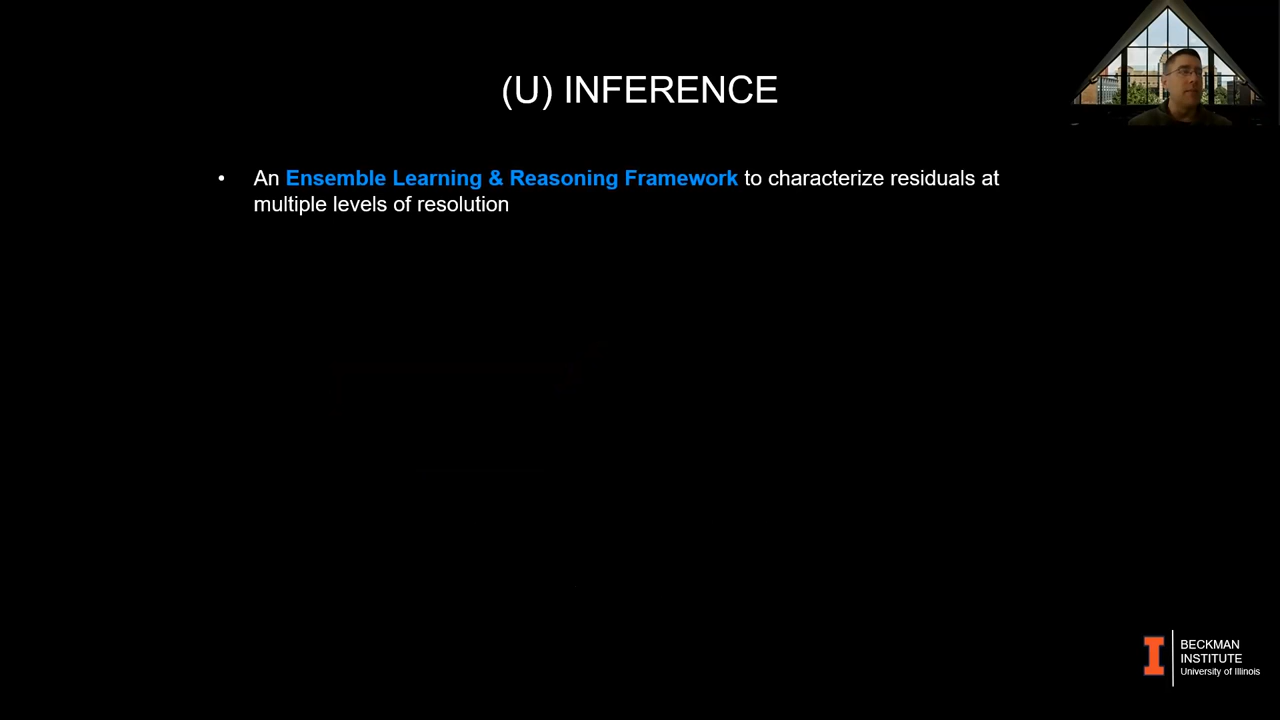 (U) INFERENCE
• An Ensemble Learning & Reasoning Framework to characterize residuals at
multiple levels of resolution
BECKMAN
INSTITUTE
University of Illinois